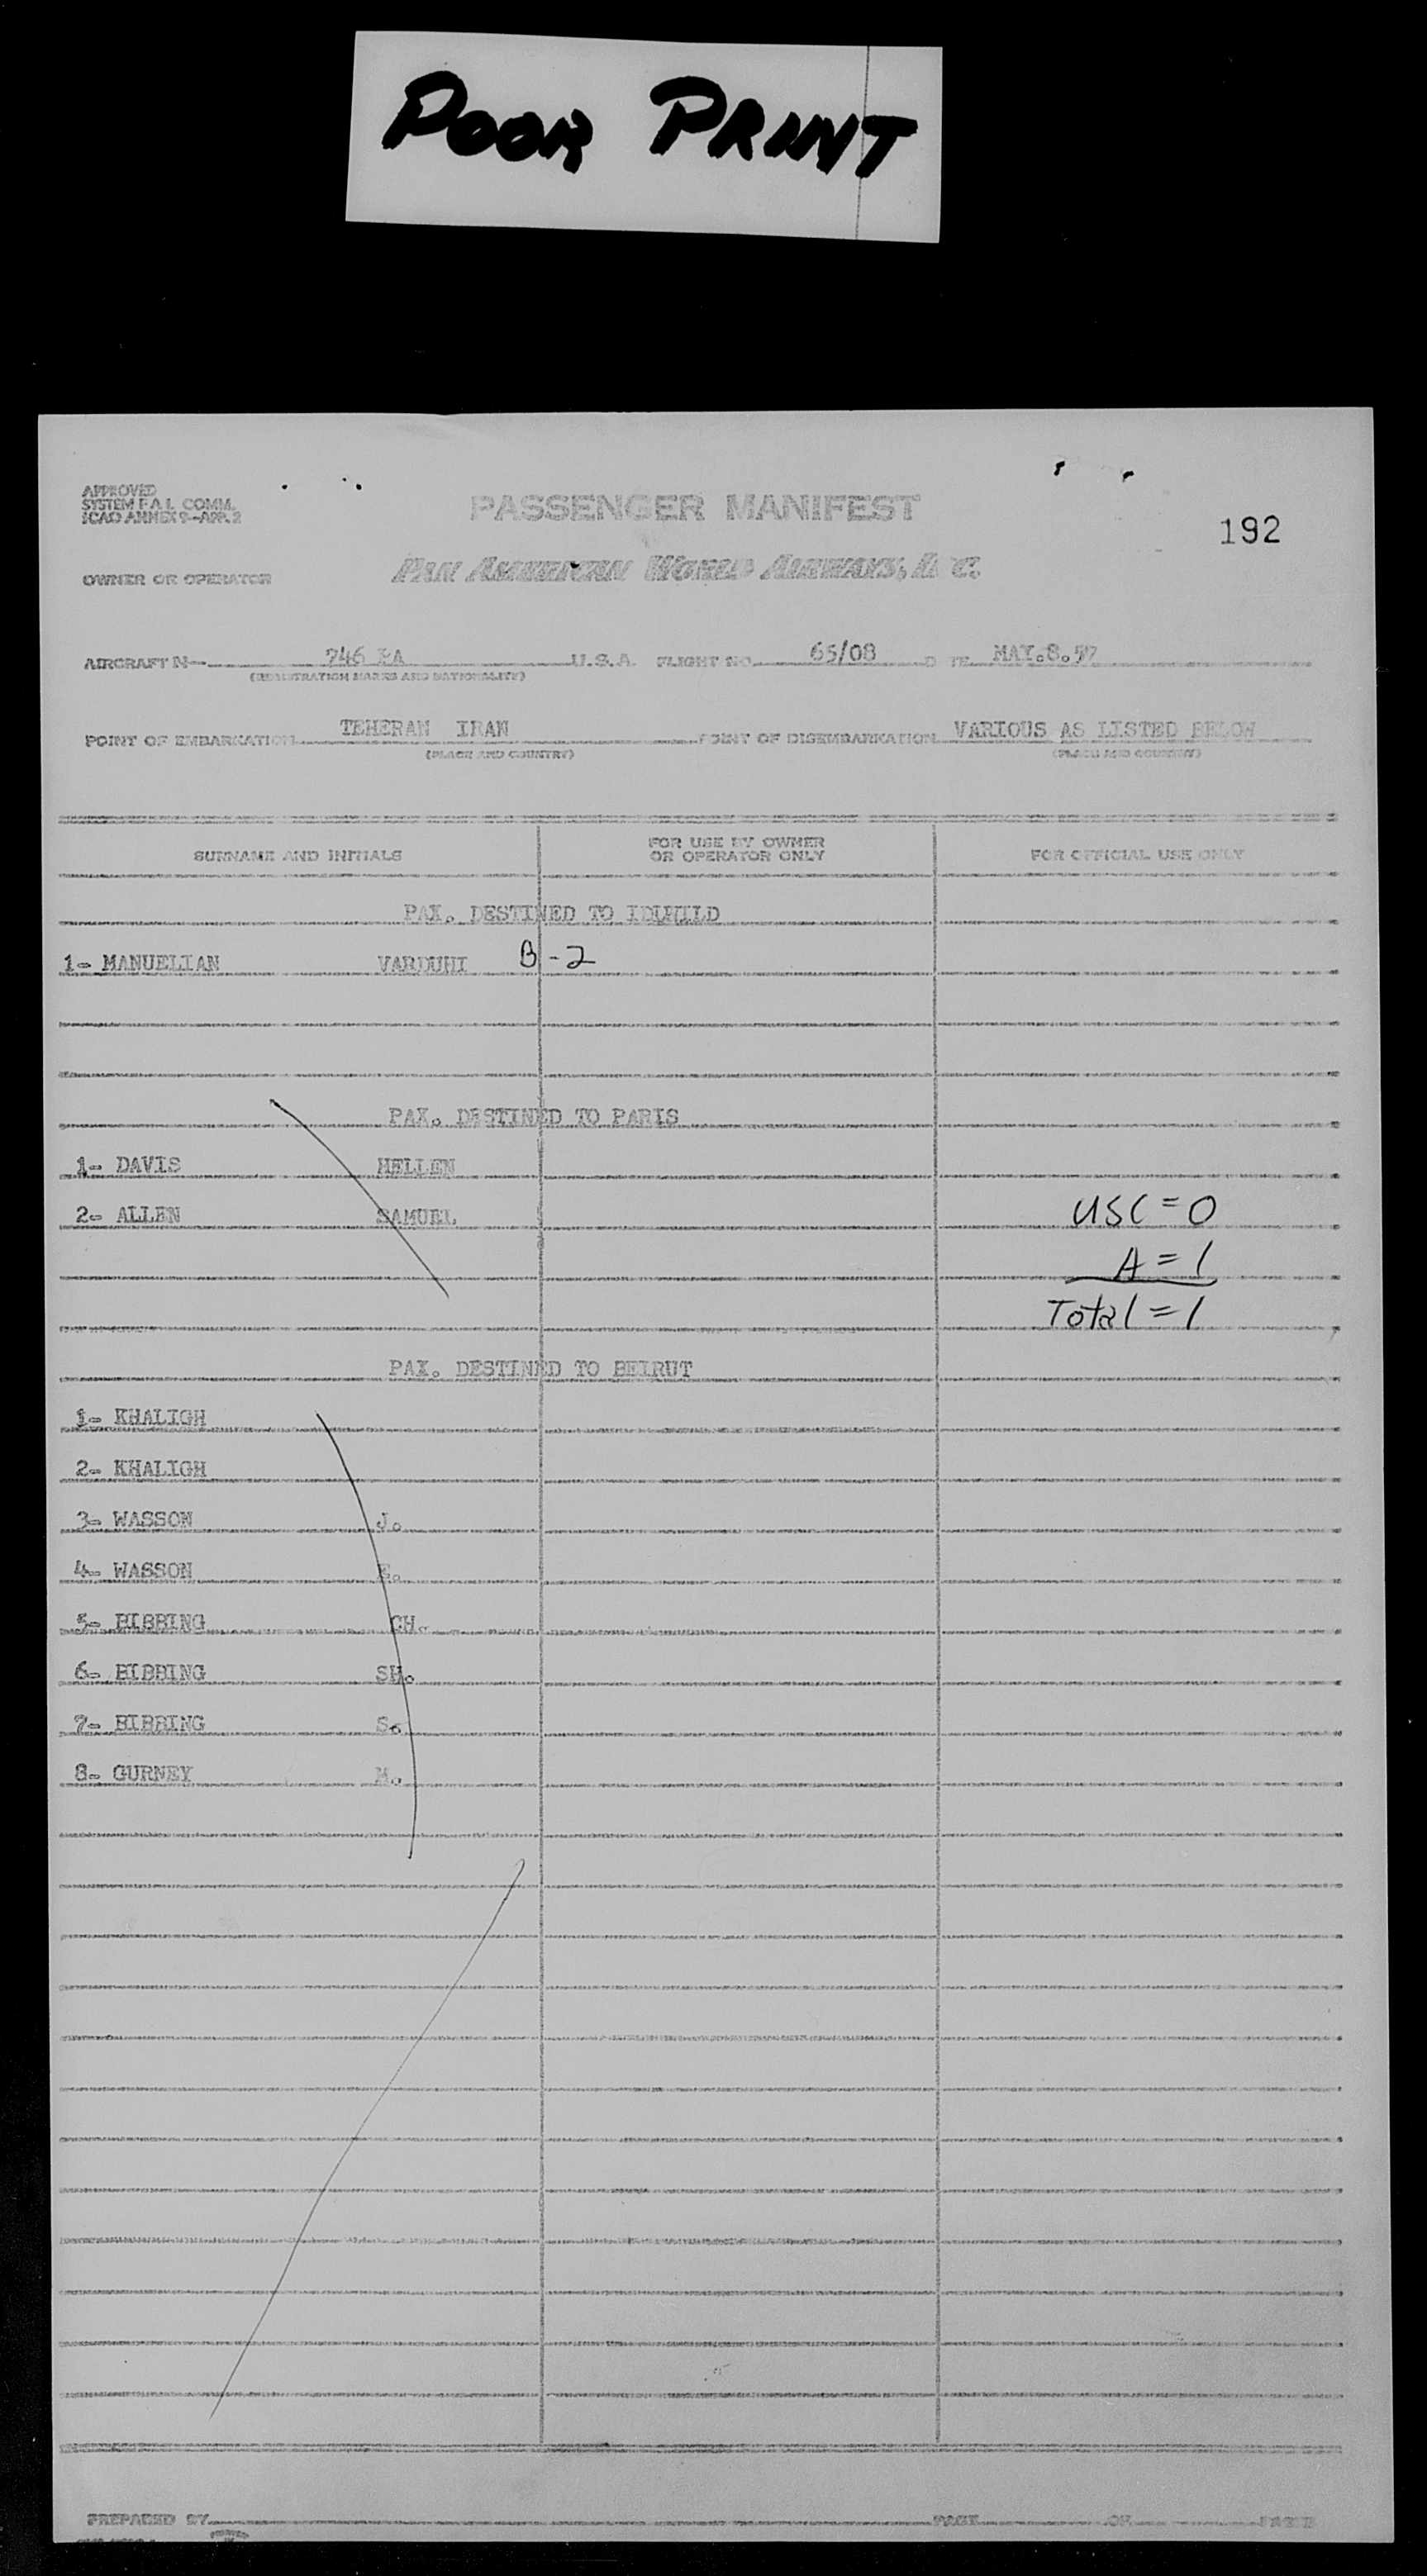 POOR PRINT
APPROVED
SYSTEM F.A.L. COMM.
ICAO ANNEX 9-APP. 2
PASSENGER MANIFEST
192
OWNER OR OPERATOR PAN AMERICAN WORLD AIRWAYS, INC.
AIRCRAFT N- 746 PA U.S.A. FLIGHT NO. 65/08 DATE MAY.8.57
(REGISTRATION MARKS AND NATIONALITY)
POINT OF EMBARKATION TEHERAN IRAN POINT OF DISEMBARKATION VARIOUS AS LISTED BELOW
(PLACE AND COUNTRY) (PLACE AND COUNTRY)
SURNAME AND INITIALS FOR USE BY OWNER OR OPERATOR ONLY FOR OFFICIAL USE ONLY
PAX. DESTINED TO IDLWILD
1- MANUELIAN VARDUHI B-2
PAX. DESTINED TO PARIS
1- DAVIS HELLEN
2- ALLEN SAMUEL USC = 0
A = 1
Total = 1
PAX. DESTINED TO BEIRUT
1- KHALIGH
2- KHALIGH
3- WASSON J.
4- WASSON E.
5- BIBBING CH.
6- BIBBING SH.
7- BIBBING S.
8- GURNEY M.
PREPARED BY PAGE OF PAGES